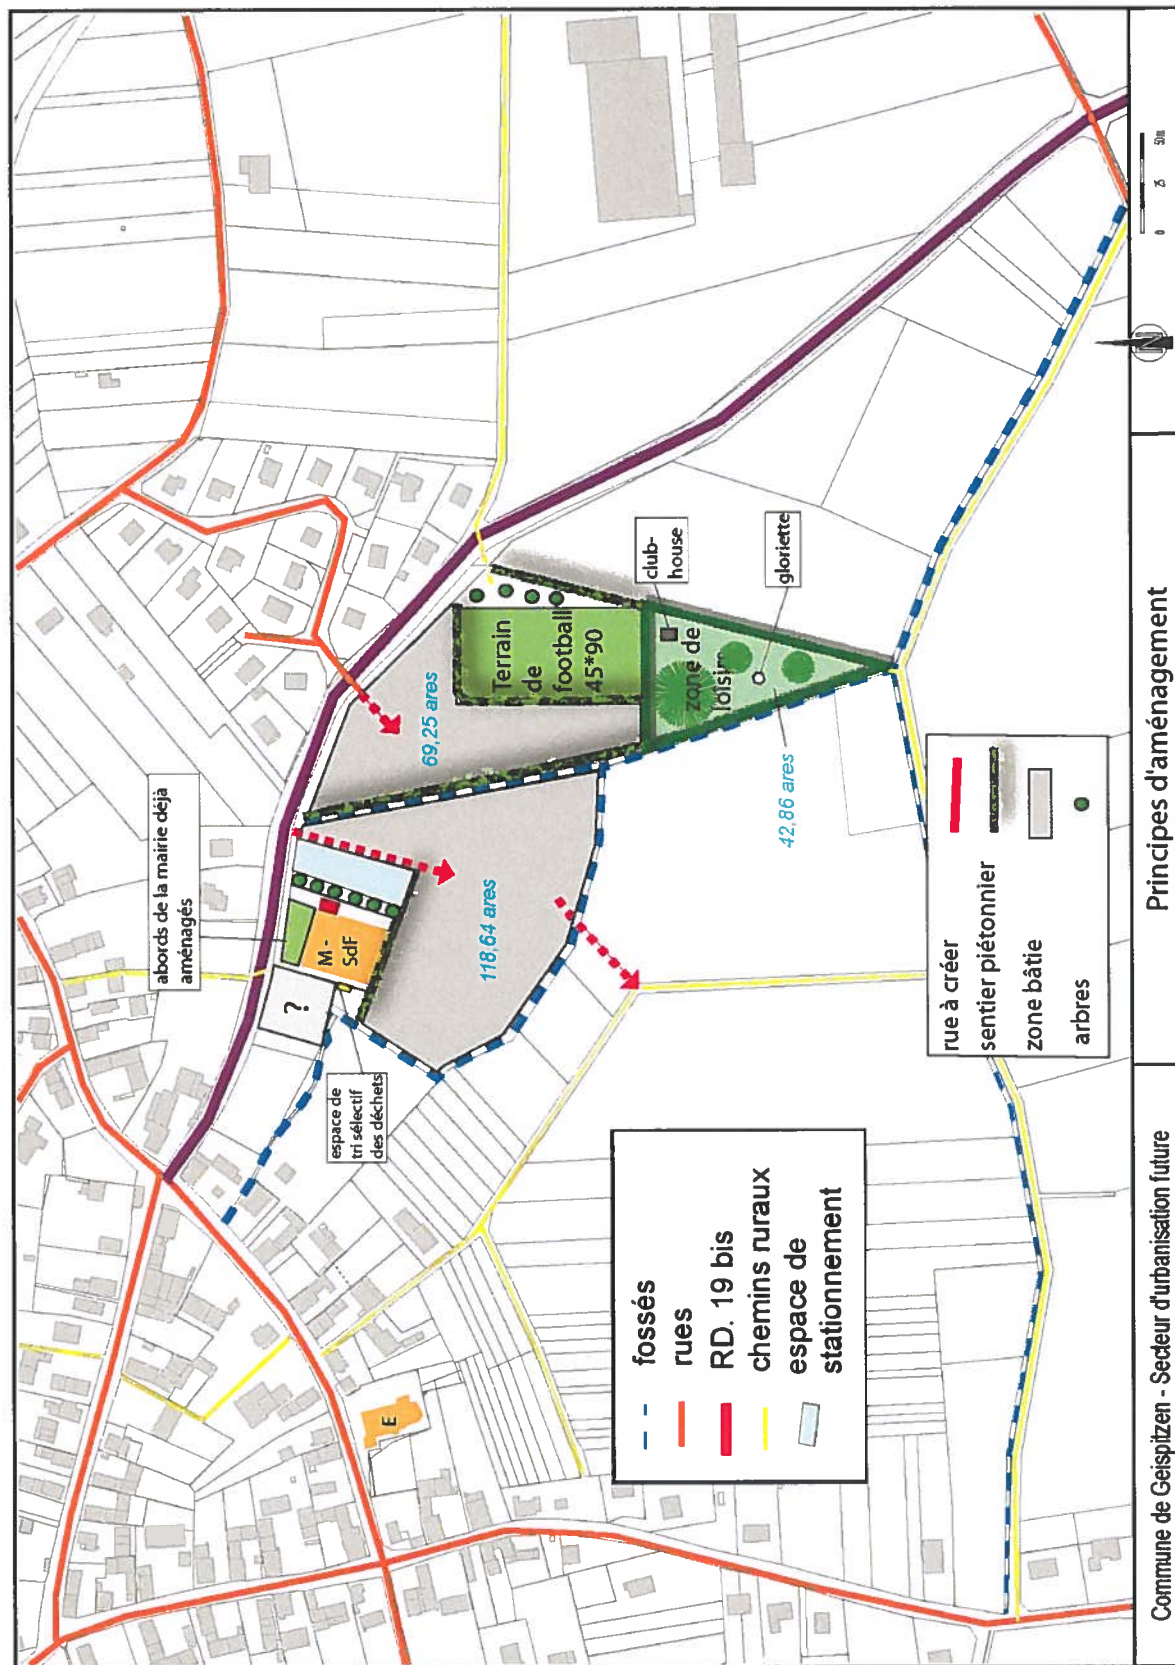 abords de la mairie déjà
aménagés
?
M -
SdF
espace de
tri sélectif
des déchets
E
118,64 ares
69,25 ares
Terrain
de
football
45*90
zone de
loisir
club-
house
gloriette
42,86 ares
fossés
rues
RD. 19 bis
chemins ruraux
espace de
stationnement
rue à créer
sentier piétonnier
zone bâtie
arbres
N
0 25 50m
Commune de Geispitzen - Secteur d'urbanisation future
Principes d'aménagement